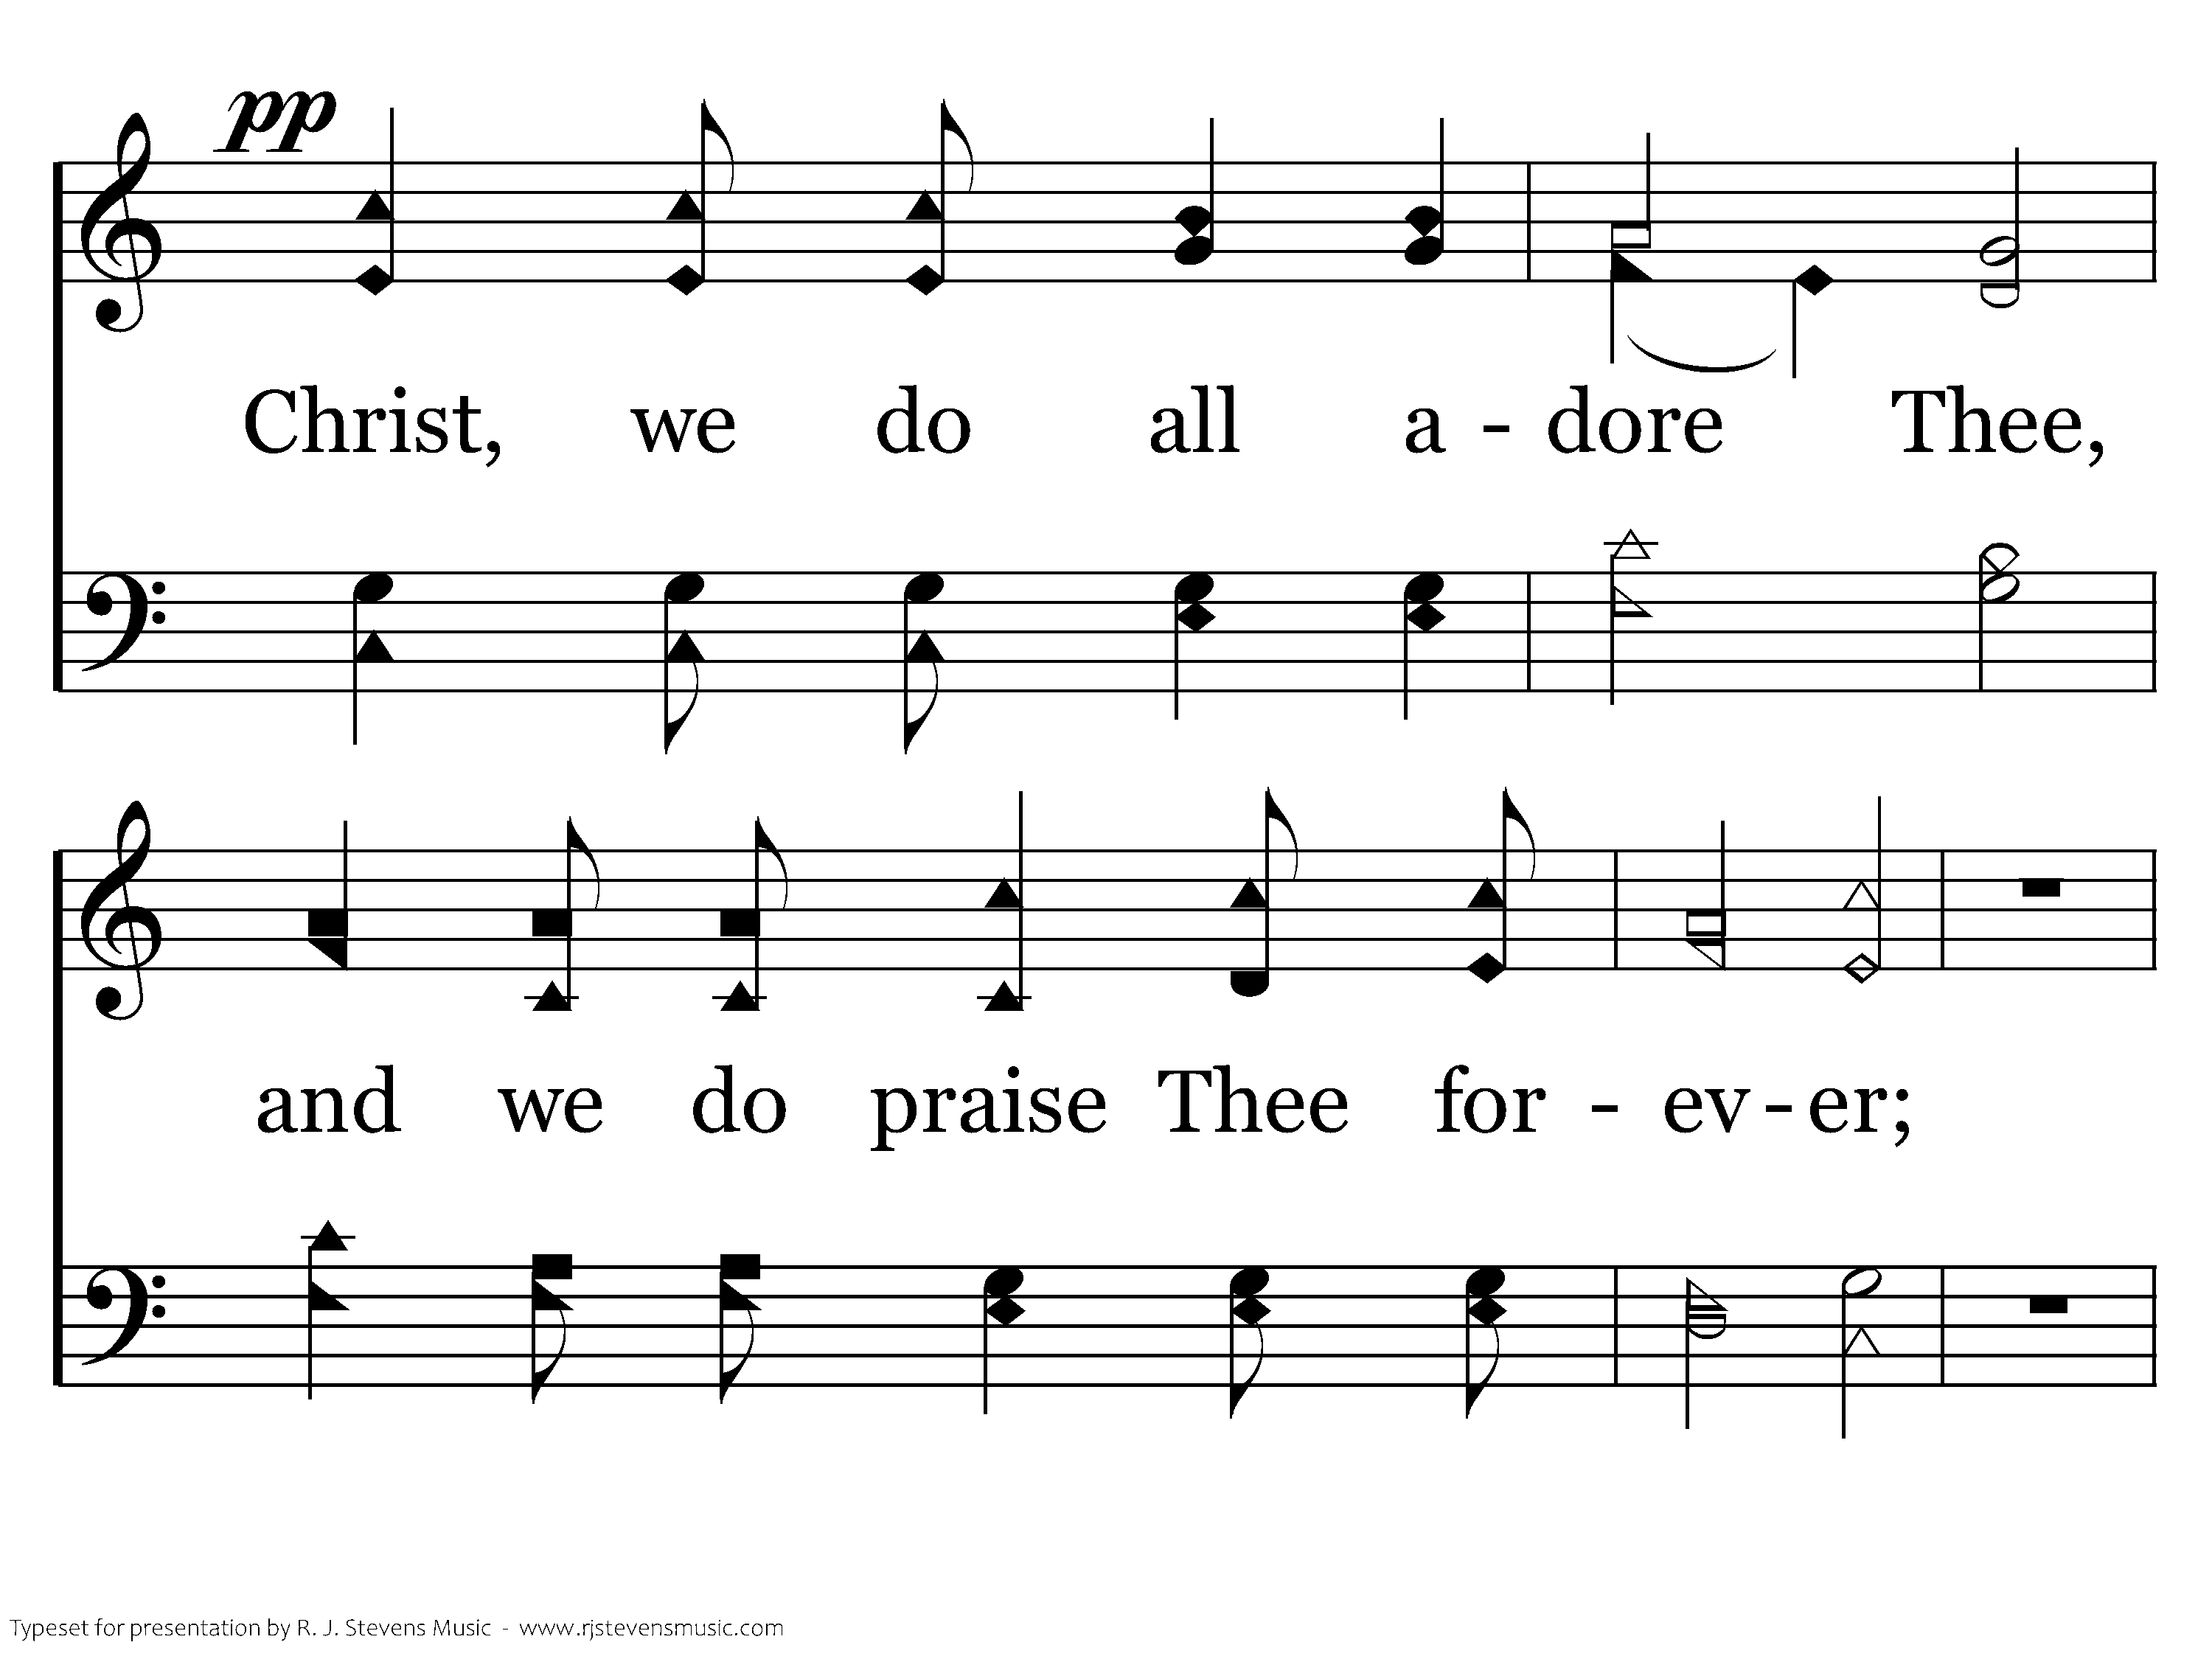 pp
Christ, we do all a - dore Thee,
and we do praise Thee for - ev - er;
Typeset for presentation by R. J. Stevens Music - www.rjstevensmusic.com